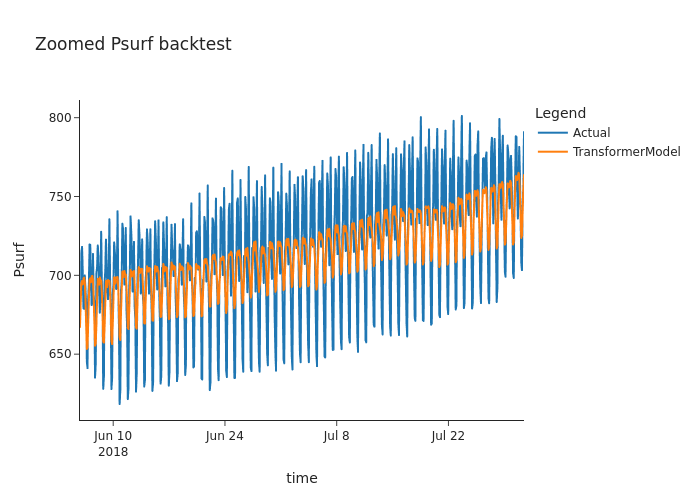 Zoomed Psurf backtest
Legend
Actual
TransformerModel
Psurf
800
750
700
650
Jun 10
2018
Jun 24
Jul 8
Jul 22
time